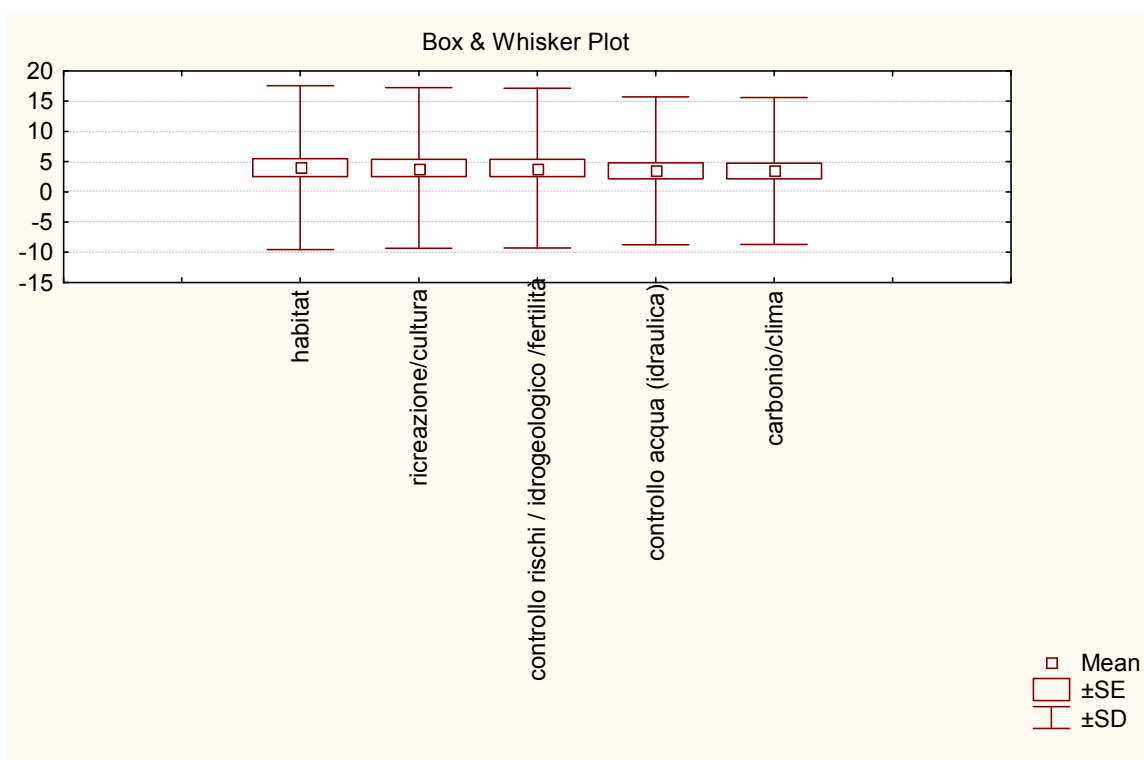 Box & Whisker Plot
20
15
10
5
0
-5
-10
-15
habitat
ricreazione/cultura
controllo rischi / idrogeologico /fertilità
controllo acqua (idraulica)
carbonio/clima
Mean
±SE
±SD